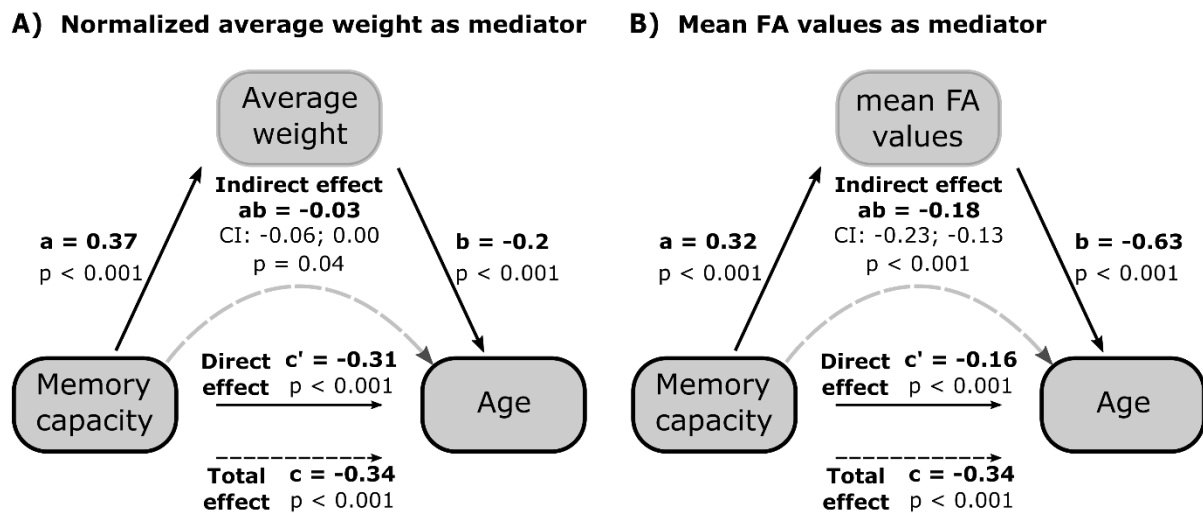 A) Normalized average weight as mediator
Average
weight
Indirect effect
ab = -0.03
CI: -0.06; 0.00
p = 0.04
a = 0.37
p < 0.001
b = -0.2
p < 0.001
Memory
capacity
Direct c' = -0.31
effect p < 0.001
Age
Total c = -0.34
effect p < 0.001
B) Mean FA values as mediator
mean FA
values
Indirect effect
ab = -0.18
CI: -0.23; -0.13
p < 0.001
a = 0.32
p < 0.001
b = -0.63
p < 0.001
Memory
capacity
Direct c' = -0.16
effect p < 0.001
Age
Total c = -0.34
effect p < 0.001